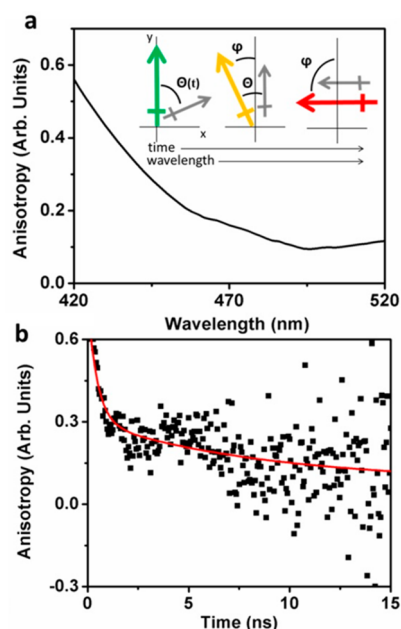 a
y
x
Θ(t)
φ
Θ
φ
time
wavelength
Anisotropy (Arb. Units)
0.6
0.4
0.2
0.0
420
470
520
Wavelength (nm)
b
Anisotropy (Arb. Units)
0.6
0.3
0.0
-0.3
0
5
10
15
Time (ns)